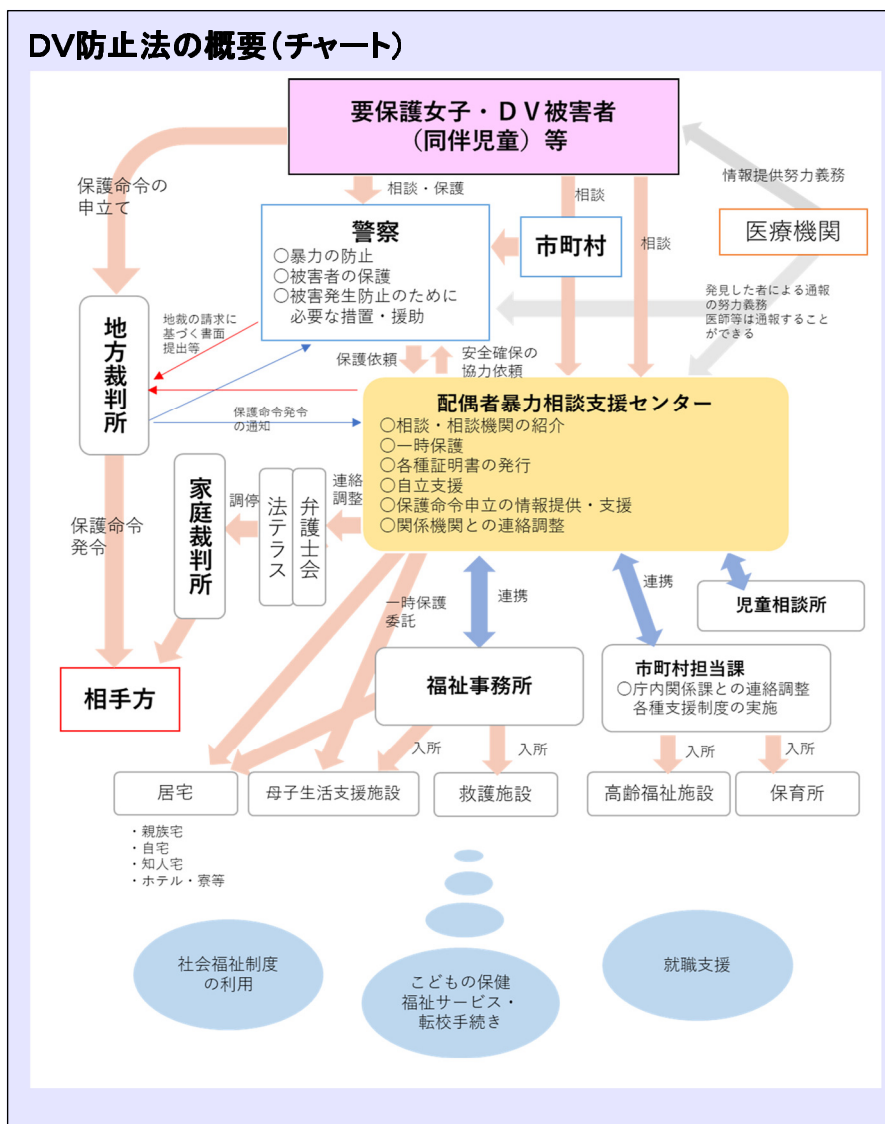 DV防止法の概要(チャート)
要保護女子・DV被害者
(同伴児童)等
保護命令の
申立て
相談・保護
相談
相談
情報提供努力義務
警察
○暴力の防止
○被害者の保護
○被害発生防止のために
必要な措置・援助
市町村
医療機関
発見した者による通報
の努力義務
医師等は通報すること
ができる
地方裁判所
地裁の請求に
基づく書面
提出等
保護依頼
安全確保の
協力依頼
保護命令発令
の通知
配偶者暴力相談支援センター
○相談・相談機関の紹介
○一時保護
○各種証明書の発行
○自立支援
○保護命令申立の情報提供・支援
○関係機関との連絡調整
保護命令
発令
家庭裁判所
調停
法テラス
弁護士会
連絡
調整
一時保護
委託
連携
連携
児童相談所
相手方
福祉事務所
市町村担当課
○庁内関係課との連絡調整
各種支援制度の実施
入所
入所
入所
入所
居宅
母子生活支援施設
救護施設
高齢福祉施設
保育所
・親族宅
・自宅
・知人宅
・ホテル・寮等
社会福祉制度
の利用
こどもの保健
福祉サービス・
転校手続き
就職支援